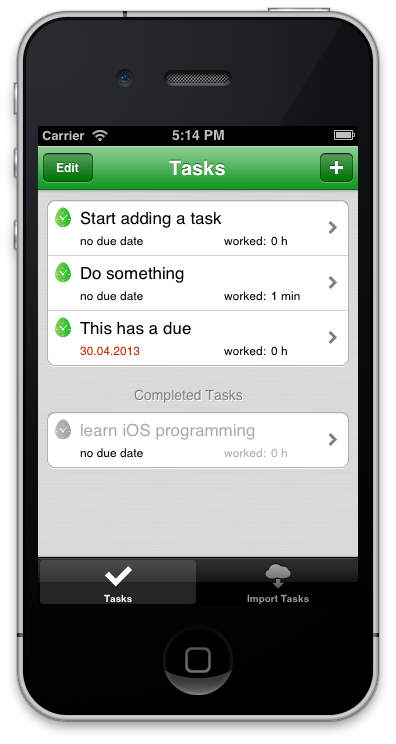 Carrier 5:14 PM
Edit Tasks +
Start adding a task
no due date worked: 0 h
Do something
no due date worked: 1 min
This has a due
30.04.2013 worked: 0 h
Completed Tasks
learn iOS programming
no due date worked: 0 h
Tasks Import Tasks